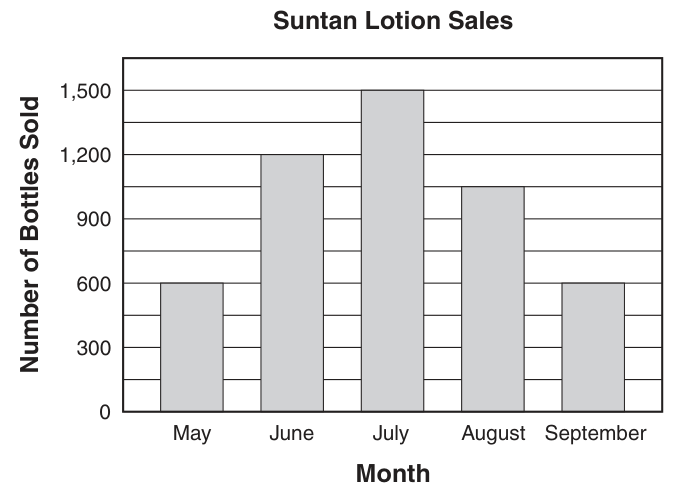 Suntan Lotion Sales
Number of Bottles Sold
1,500
1,200
900
600
300
0
May June July August September
Month